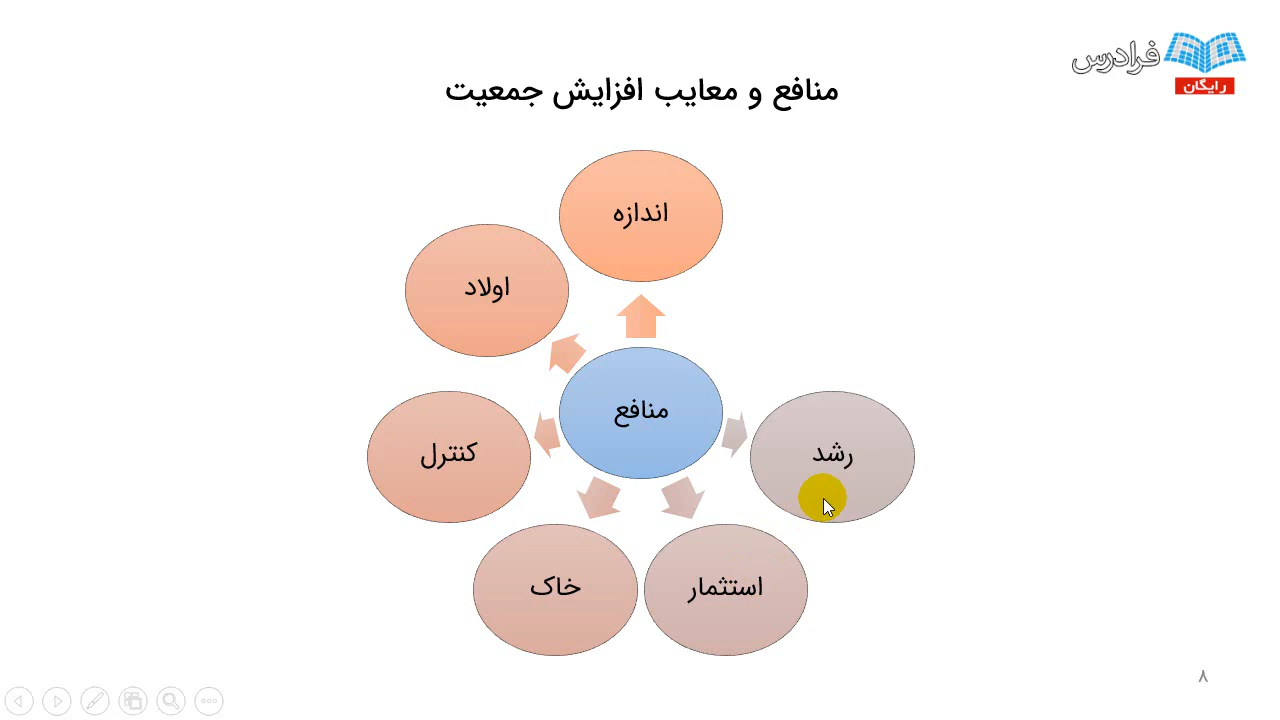 فرادرس
رایگان
منافع و معایب افزایش جمعیت
اندازه
اولاد
منافع
کنترل
رشد
خاک
استثمار
۸